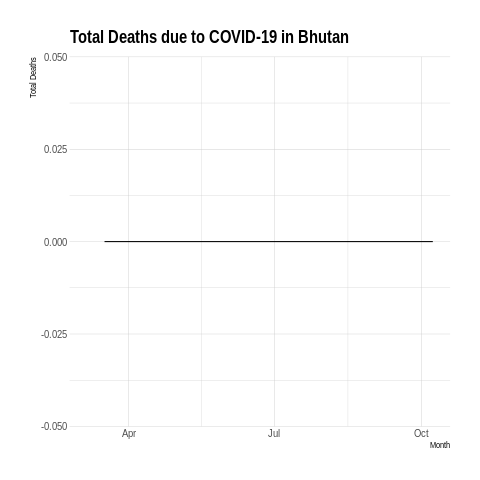 Total Deaths due to COVID-19 in Bhutan
Total Deaths
0.050
0.025
0.000
-0.025
-0.050
Apr
Jul
Oct
Month